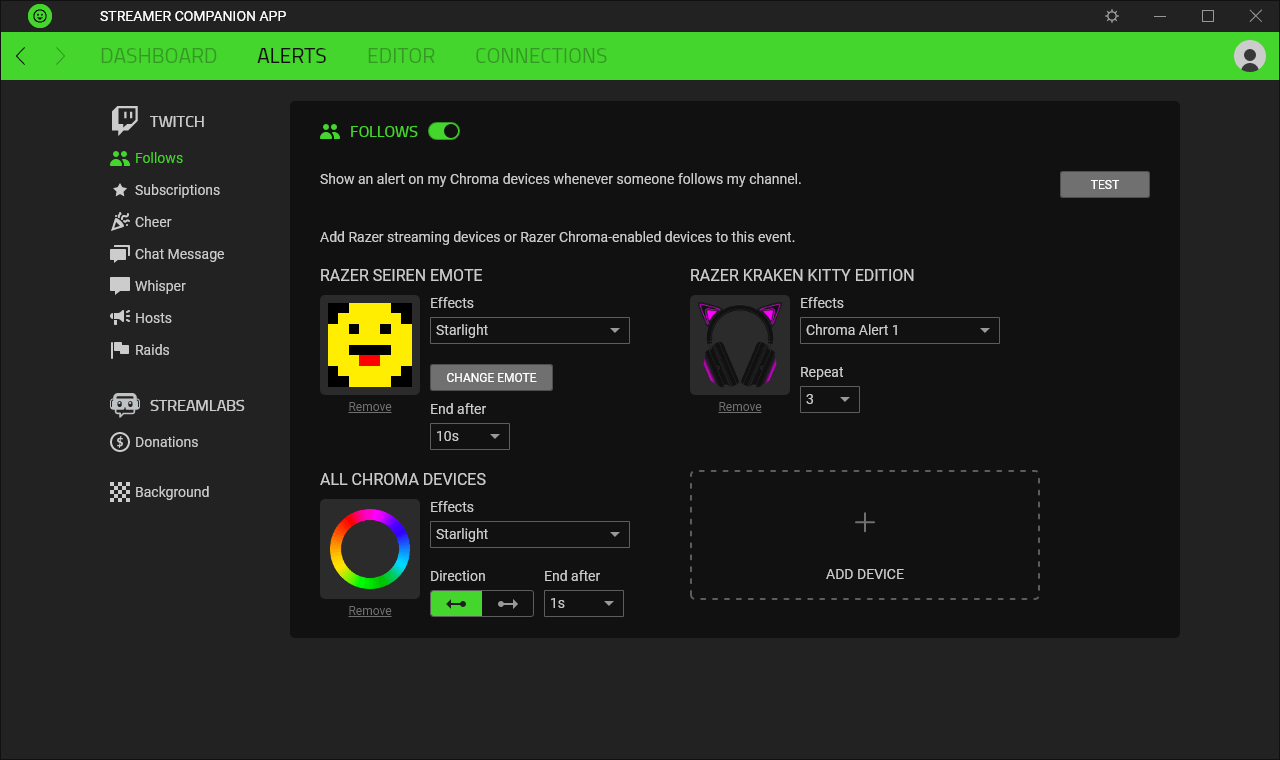 STREAMER COMPANION APP
DASHBOARD ALERTS EDITOR CONNECTIONS
TWITCH
Follows
Subscriptions
Cheer
Chat Message
Whisper
Hosts
Raids
STREAMLABS
Donations
Background
FOLLOWS
Show an alert on my Chroma devices whenever someone follows my channel.
TEST
Add Razer streaming devices or Razer Chroma-enabled devices to this event.
RAZER SEIREN EMOTE
Effects
Starlight
CHANGE EMOTE
Remove
End after
10s
RAZER KRAKEN KITTY EDITION
Effects
Chroma Alert 1
Repeat
3
Remove
ALL CHROMA DEVICES
Effects
Starlight
Direction
End after
1s
Remove
ADD DEVICE